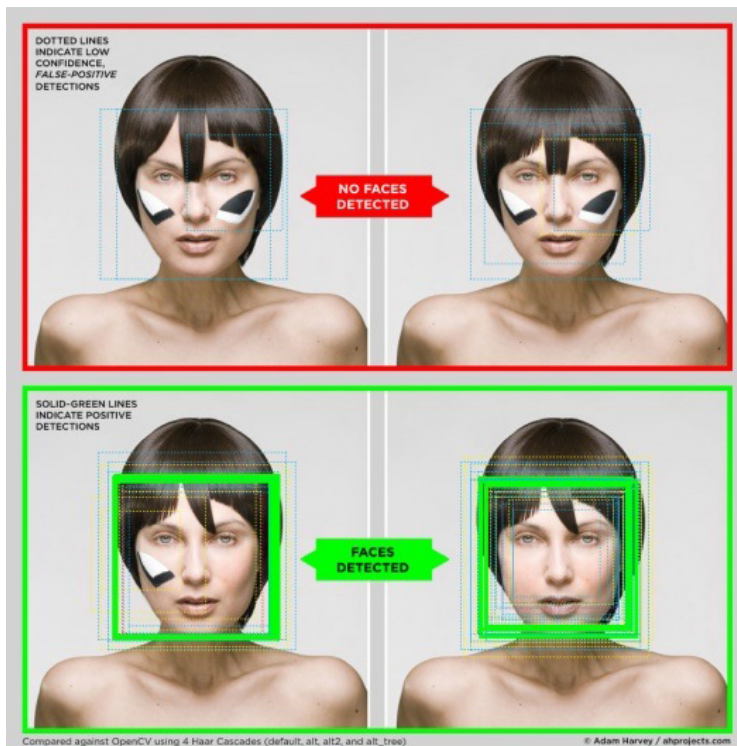 DOTTED LINES
INDICATE LOW
CONFIDENCE,
FALSE-POSITIVE
DETECTIONS
NO FACES
DETECTED
SOLID-GREEN LINES
INDICATE POSITIVE
DETECTIONS
FACES
DETECTED
Compared against OpenCV using 4 Haar Cascades (default, alt, alt2, and alt_tree)
© Adam Harvey / ahprojects.com